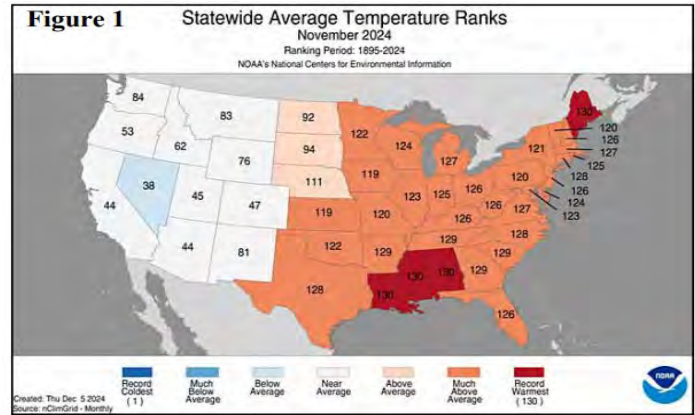 Figure 1
Statewide Average Temperature Ranks
November 2024
Ranking Period: 1895-2024
NOAA's National Centers for Environmental Information
84
83
92
122
130
53
62
76
94
124
127
121
120
126
127
125
128
126
124
123
38
45
47
111
119
123
125
126
120
44
119
120
126
126
127
128
44
81
122
129
129
129
128
130
130
130
129
126
Record
Coldest
( 1 )
Much
Below
Average
Below
Average
Near
Average
Above
Average
Much
Above
Average
Record
Warmest
( 130 )
NOAA
Created: Thu Dec 5 2024
Source: nClimGrid - Monthly